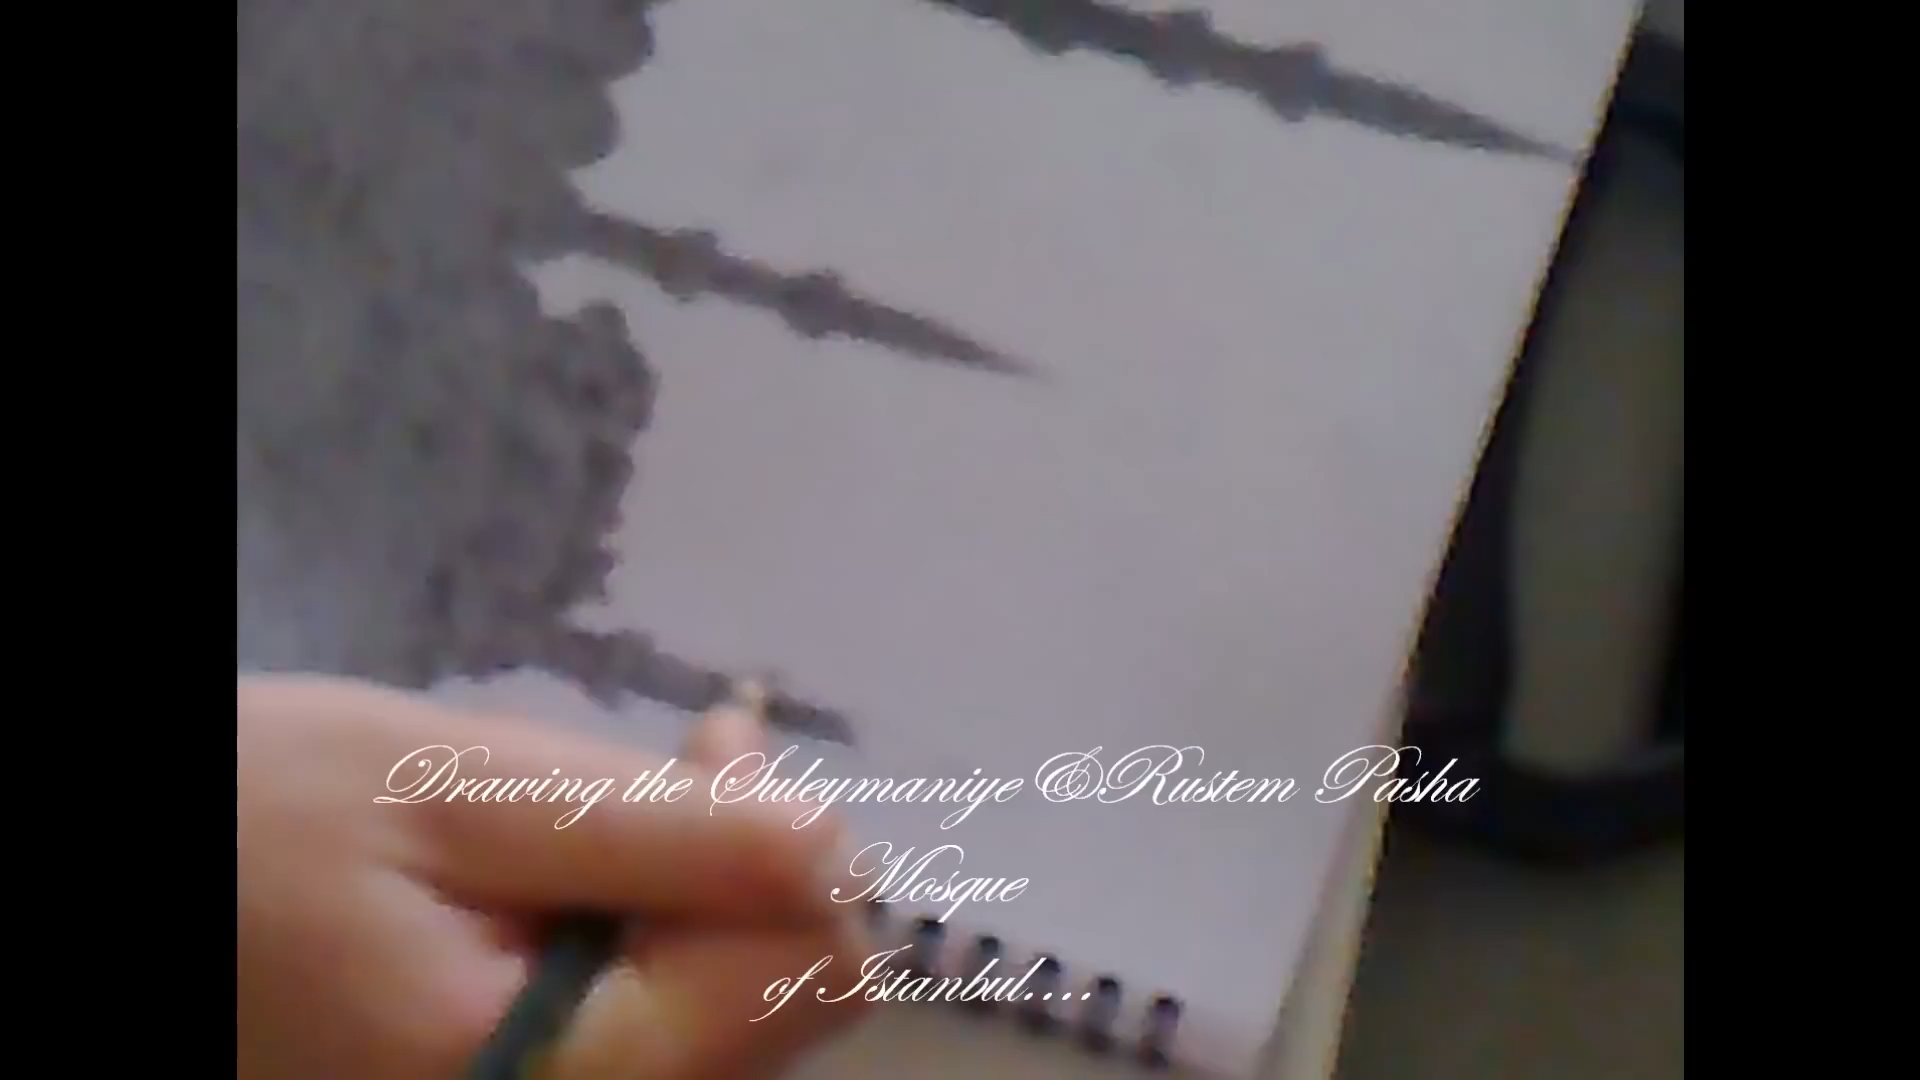 Drawing the Suleymaniye &Rustem Pasha
Mosque
of Istanbul....